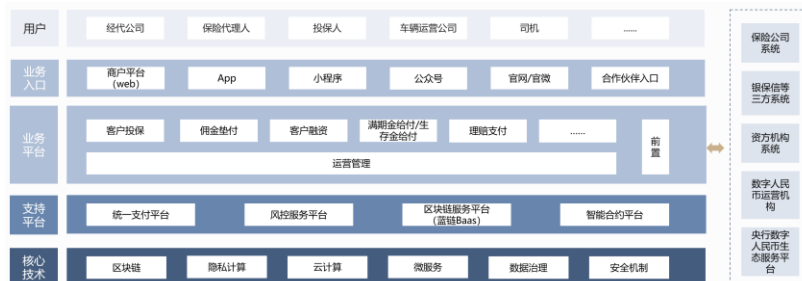 用户
经代公司
保险代理人
投保人
车辆运营公司
司机
......
业务
入口
商户平台
(web)
App
小程序
公众号
官网/官微
合作伙伴入口
业务
平台
客户投保
佣金垫付
客户融资
满期金给付/生
存金给付
理赔支付
......
运营管理
前
置
支持
平台
统一支付平台
风控服务平台
区块链服务平台
(蓝链Baas)
智能合约平台
核心
技术
区块链
隐私计算
云计算
微服务
数据治理
安全机制
保险公司
系统
银保信等
三方系统
资方机构
系统
数字人民
币运营机
构
央行数字
人民币生
态服务平
台